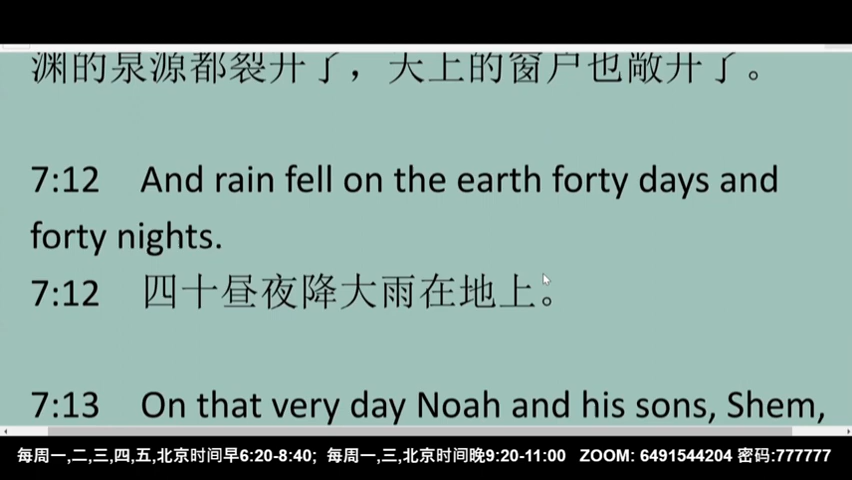 渊的泉源都裂开了，天上的窗户也敞开了。
7:12 And rain fell on the earth forty days and
forty nights.
7:12 四十昼夜降大雨在地上。
7:13 On that very day Noah and his sons, Shem,
每周一,二,三,四,五,北京时间早6:20-8:40; 每周一,三,北京时间晚9:20-11:00 ZOOM: 6491544204 密码:777777